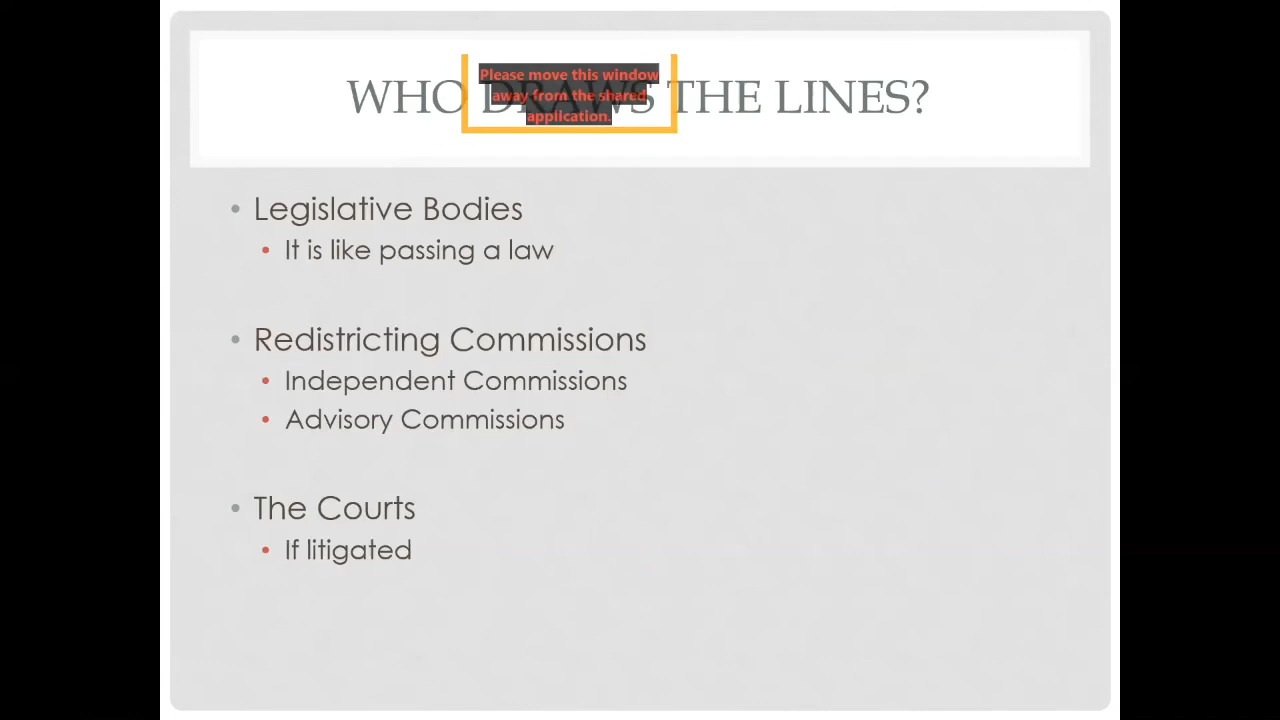 WHO DRAWS THE LINES?
Please move this window
away from the shared
application.
• Legislative Bodies
• It is like passing a law
• Redistricting Commissions
• Independent Commissions
• Advisory Commissions
• The Courts
• If litigated